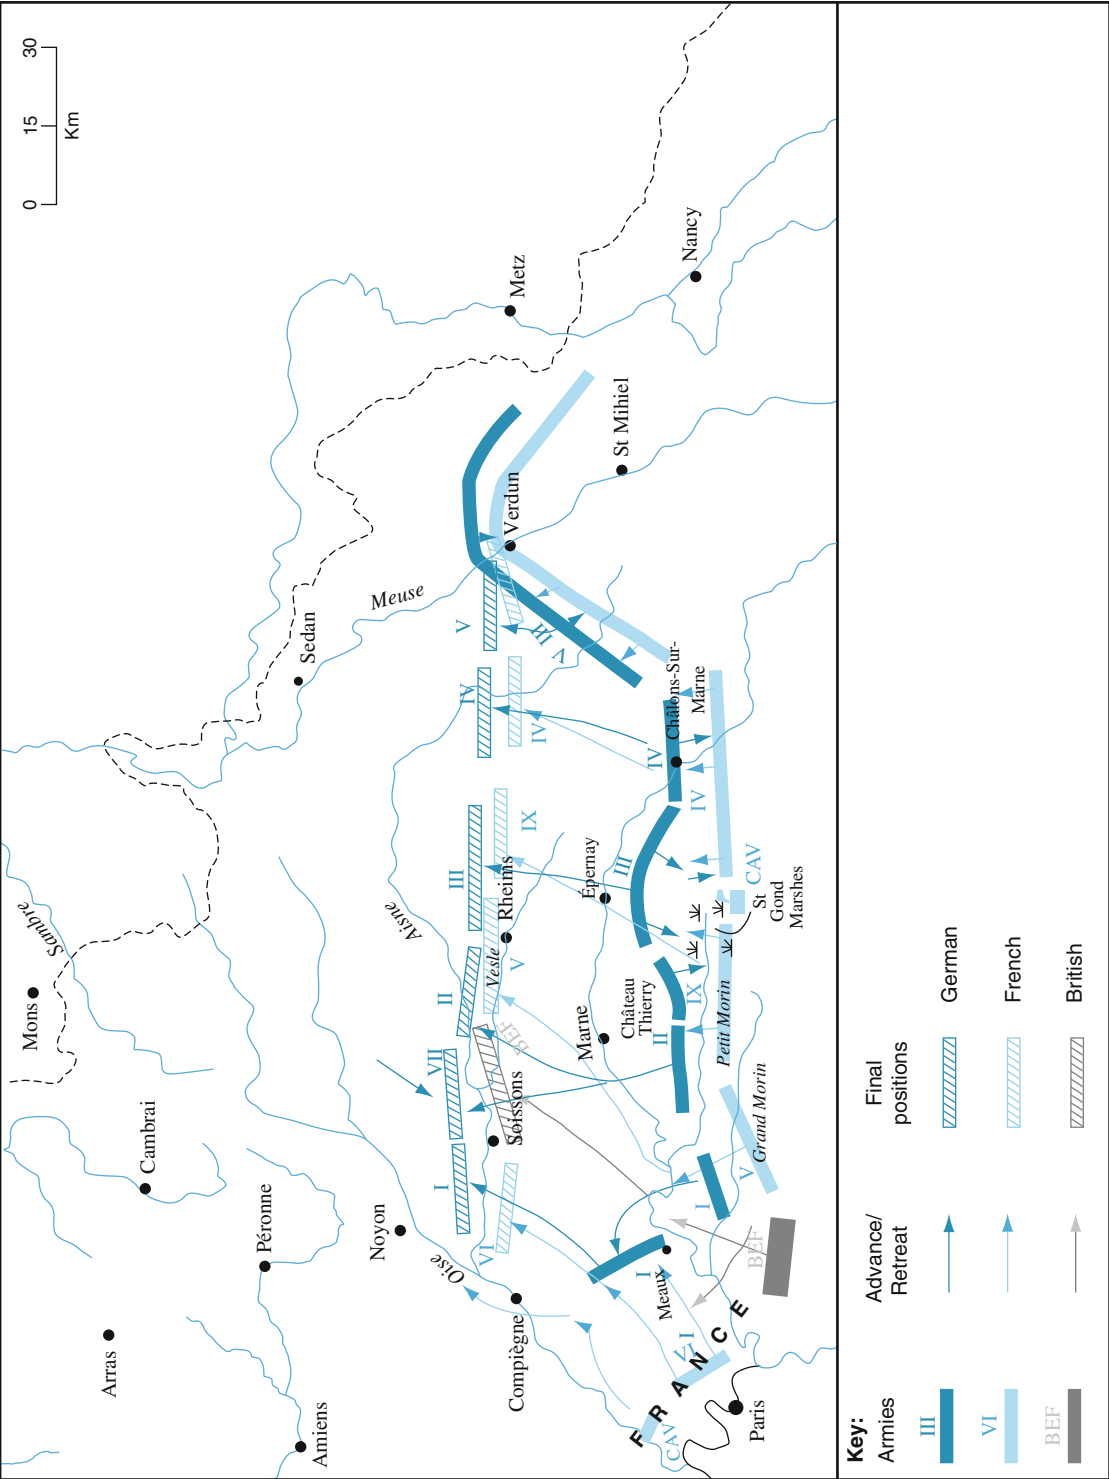 0
15
30
Km
Mons
Sambre
Cambrai
Arras
Péronne
Amiens
Noyon
Oise
Compiègne
Sedan
Meuse
Aisne
Metz
Nancy
St Mihiel
Verdun
Rheims
Vesle
Soissons
Épernay
Marne
Château
Thierry
Châlons-Sur-
Marne
St
Gond
Marshes
Petit Morin
Grand Morin
Meaux
Paris
FRANCE
I
VII
II
III
IV
V
VI
BEF
V
IX
IV
III
V
I
I
II
III
IV
V
VI
CAV
VI
BEF
V
IX
CAV
IV
Key:
Armies
III
VI
BEF
Advance/
Retreat
Final
positions
German
French
British